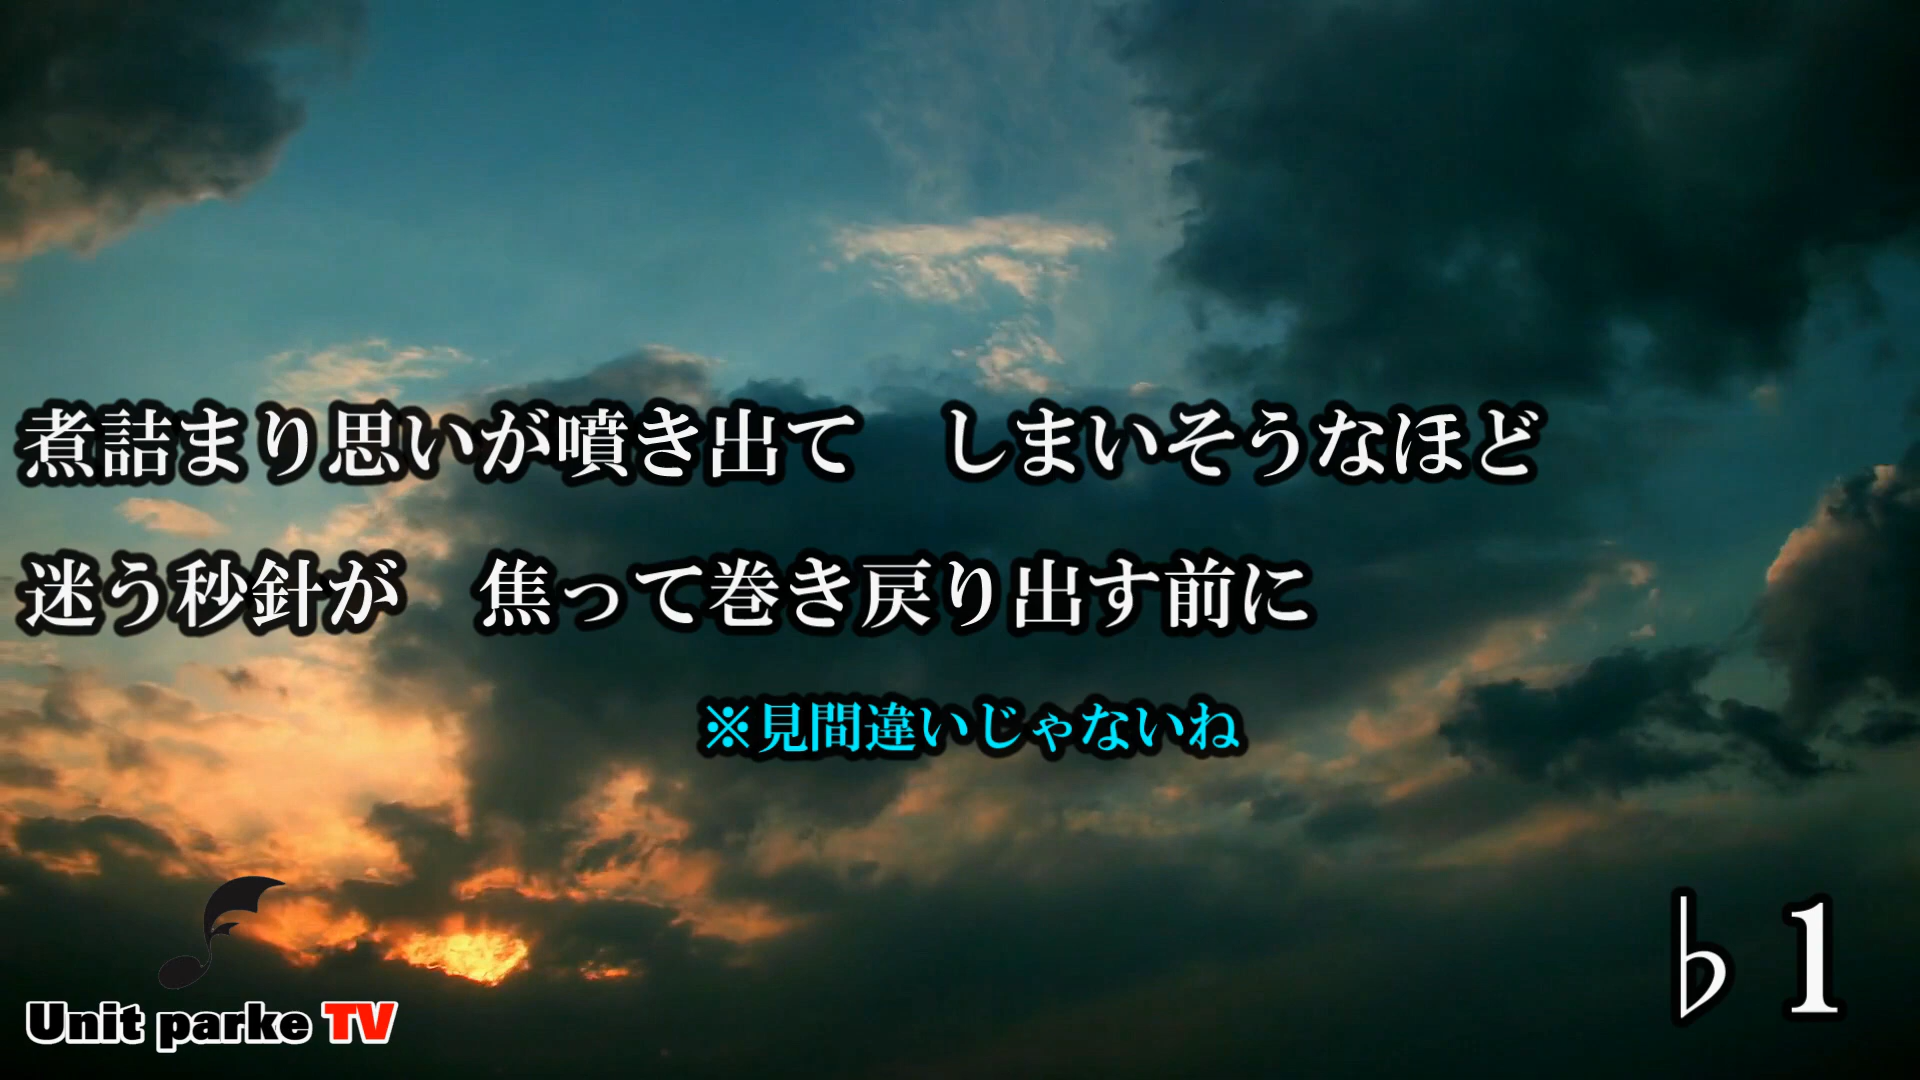 煮詰まり思いが噴き出て　しまいそうなほど
迷う秒針が　焦って巻き戻り出す前に
※見間違いじゃないね
♭1
Unit parke TV